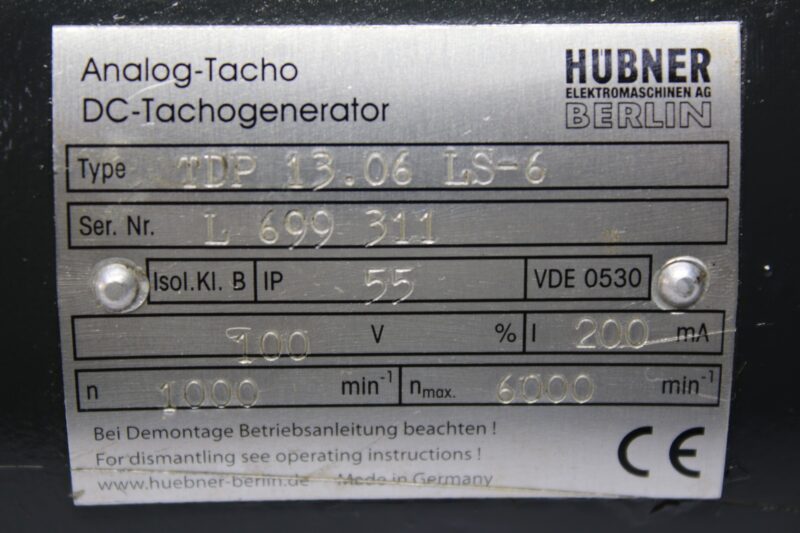 Analog-Tacho
DC-Tachogenerator
HÜBNER
ELEKTROMASCHINEN AG
BERLIN
Type TDP 13.06 LS-6
Ser. Nr. L 699 311
Isol.Kl. B IP 55 VDE 0530
100 V % I 200 mA
n 1000 min⁻¹ nmax. 6000 min⁻¹
Bei Demontage Betriebsanleitung beachten !
For dismantling see operating instructions !
www.huebner-berlin.de Made in Germany
CE